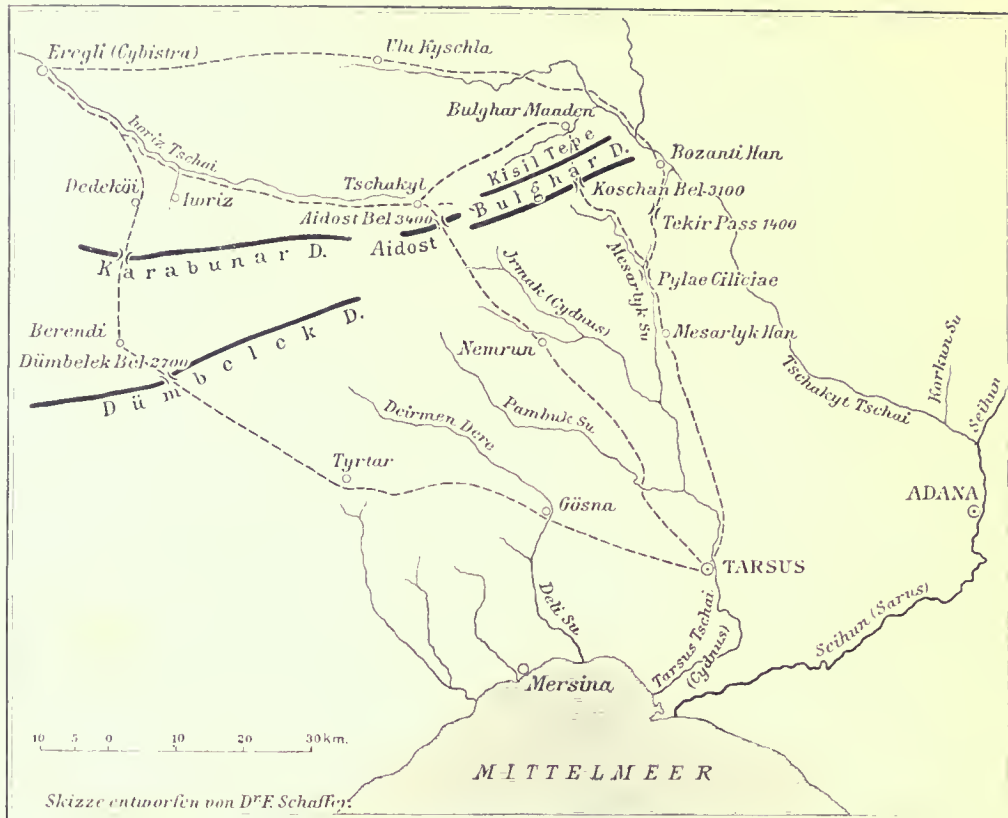 Eregli (Cybistra)
Ulu Kyschla
Bulghar Maaden
Kisil Tepe
Bulghar D.
Bozanti Han
Ivriz Tschai
Dedeköi
Iwriz
Tschakyl
Aidost Bel 3400
Aidost
Koschan Bel-3100
Tekir Pass 1400
Karabunar D.
Pylae Ciliciae
Jrmak (Cydnus)
Mesarlyk Su
Mesarlyk Han
Berendi
Dümbelek Bel-2700
Dümbelek D.
Nemrun
Tschakyt Tschai
Korkun Su
Seihun
Deirmen Dere
Pambuk Su
Tyrtar
Gösna
ADANA
TARSUS
Deli Su
Tarsus Tschai
(Cydnus)
Seihun (Sarus)
Mersina
10 5 0 10 20 30 km.
MITTELMEER
Skizze entworfen von Dr. F. Schaffer.